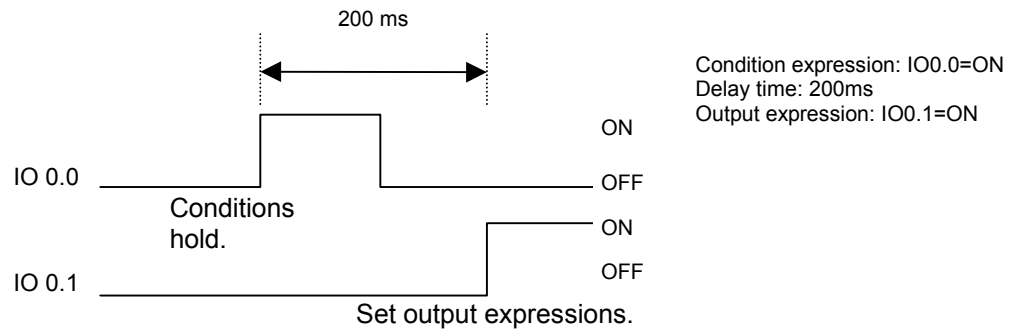 200 ms
Condition expression: IO0.0=ON
Delay time: 200ms
Output expression: IO0.1=ON
ON
IO 0.0
OFF
Conditions
hold.
ON
OFF
IO 0.1
Set output expressions.